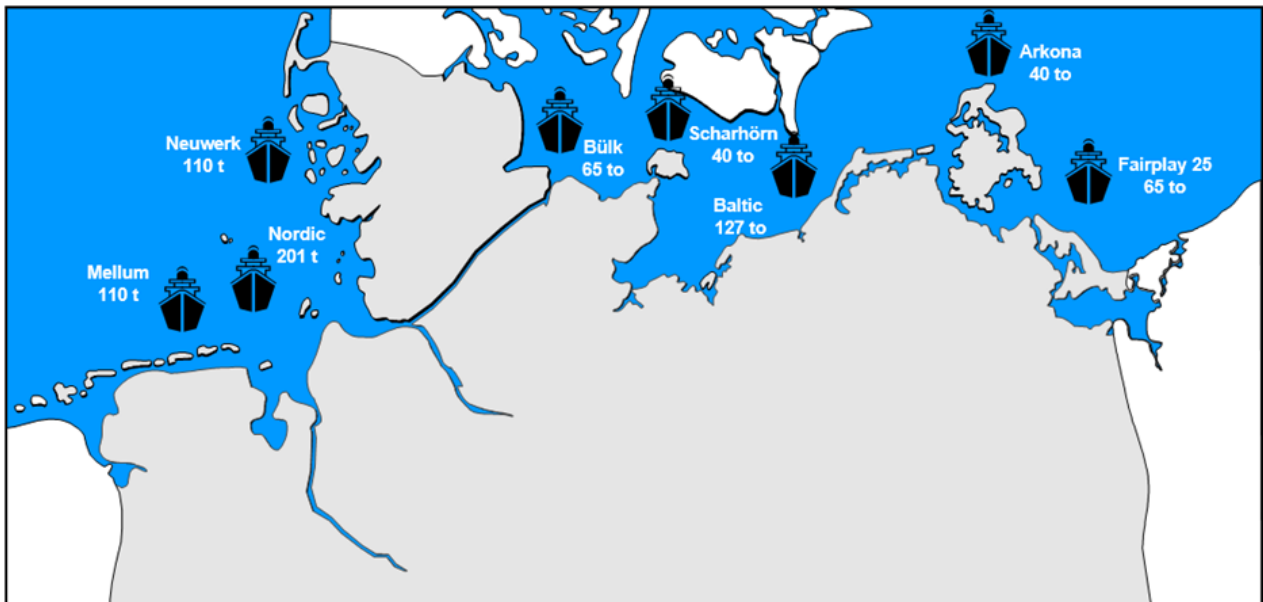 Arkona
40 to
Neuwerk
110 t
Bülk
65 to
Scharhörn
40 to
Fairplay 25
65 to
Baltic
127 to
Nordic
201 t
Mellum
110 t